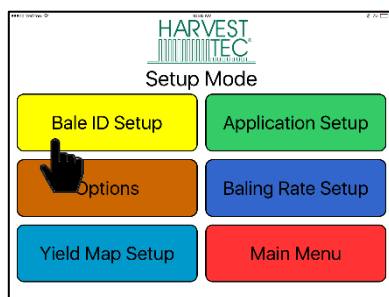 HARVEST
TEC
Setup Mode
Bale ID Setup
Application Setup
Options
Baling Rate Setup
Yield Map Setup
Main Menu